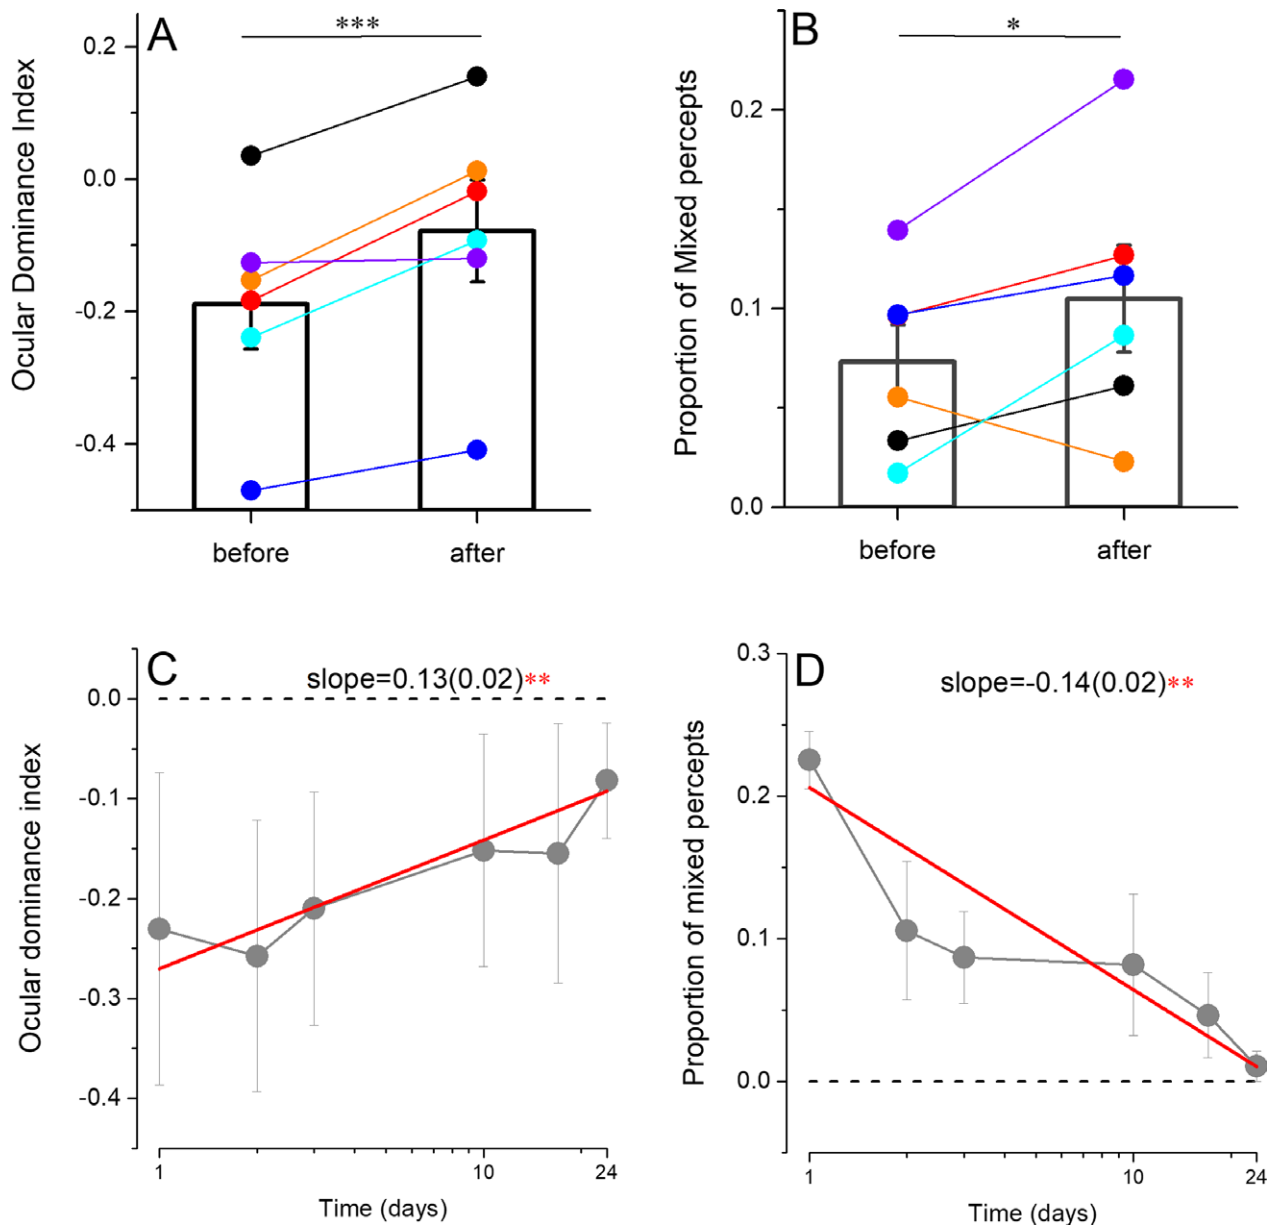 A
***
Ocular Dominance Index
0.2
0.0
-0.2
-0.4
before
after
B
*
Proportion of Mixed percepts
0.2
0.1
0.0
before
after
C
slope=0.13(0.02)**
Ocular dominance index
0.0
-0.1
-0.2
-0.3
-0.4
1
10
24
Time (days)
D
slope=-0.14(0.02)**
Proportion of mixed percepts
0.3
0.2
0.1
0.0
1
10
24
Time (days)